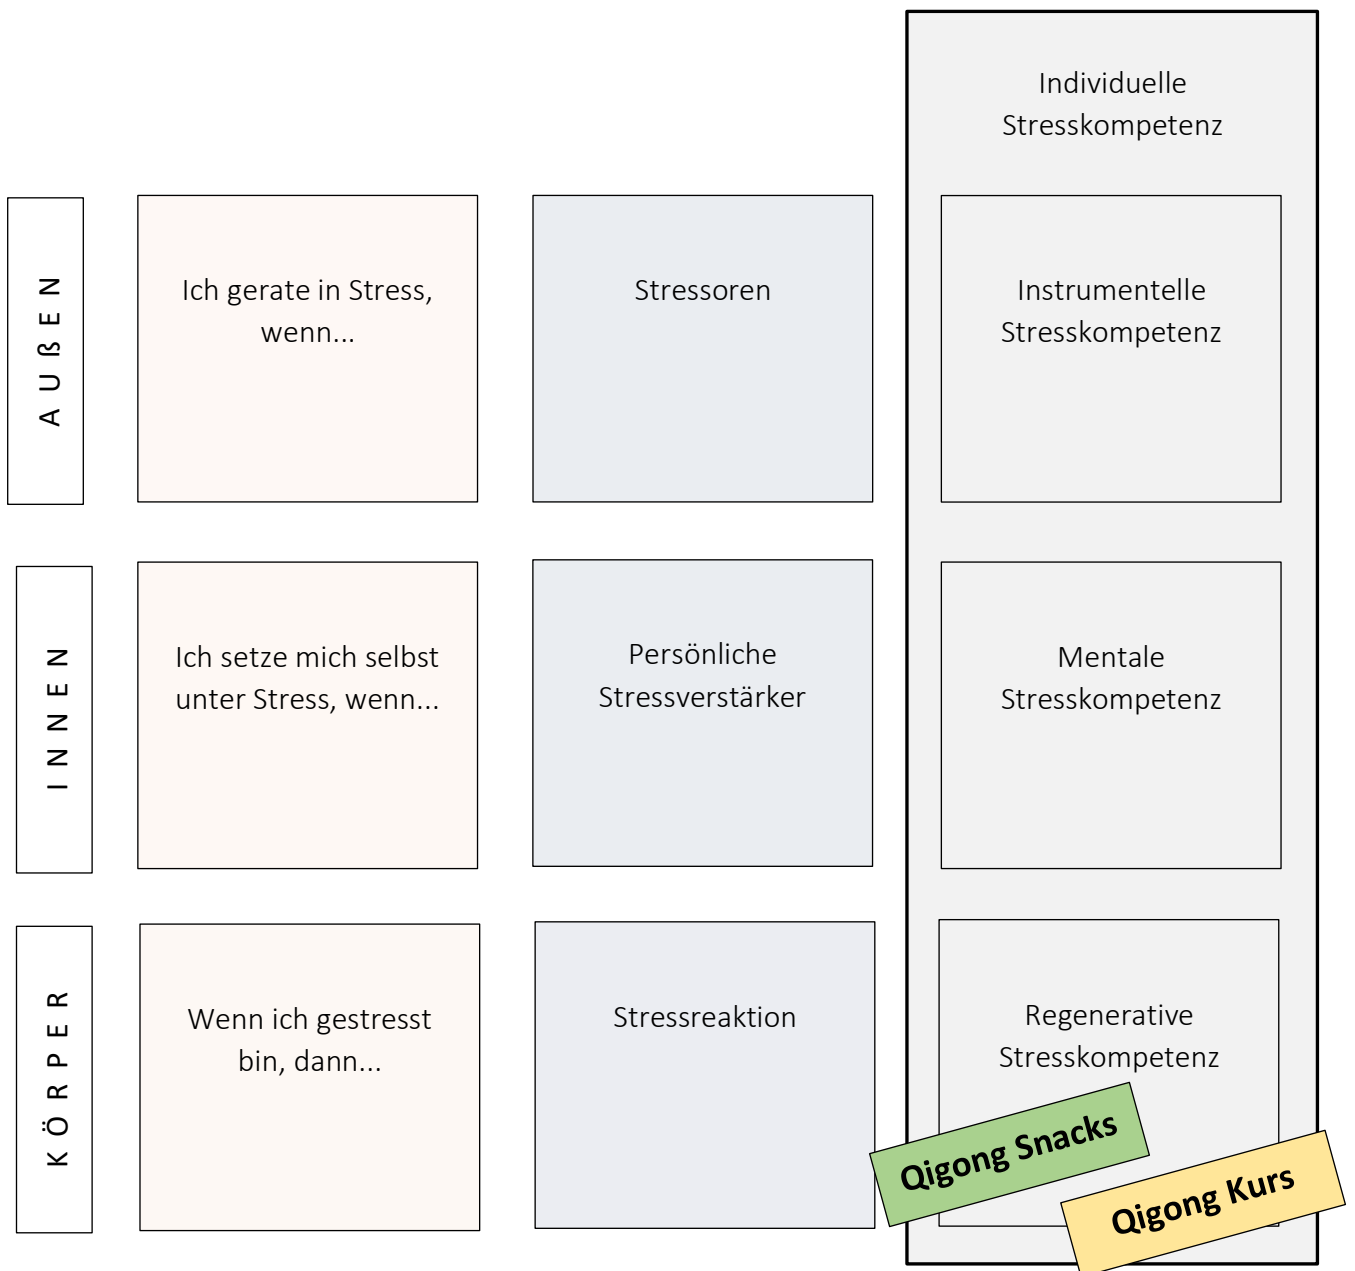 Individuelle
Stresskompetenz
AUßEN
Ich gerate in Stress,
wenn...
Stressoren
Instrumentelle
Stresskompetenz
INNEN
Ich setze mich selbst
unter Stress, wenn...
Persönliche
Stressverstärker
Mentale
Stresskompetenz
KÖRPER
Wenn ich gestresst
bin, dann...
Stressreaktion
Regenerative
Stresskompetenz
Qigong Snacks
Qigong Kurs